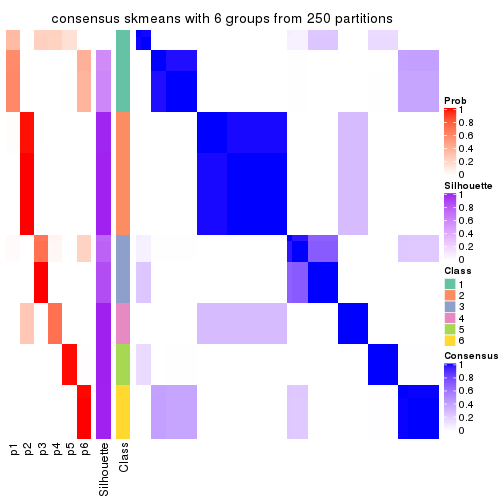 consensus skmeans with 6 groups from 250 partitions
Prob
1
0.8
0.6
0.4
0.2
0
Silhouette
1
0.8
0.6
0.4
0.2
0
Class
1
2
3
4
5
6
Consensus
1
0.8
0.6
0.4
0.2
0
p1
p2
p3
p4
p5
p6
Silhouette
Class